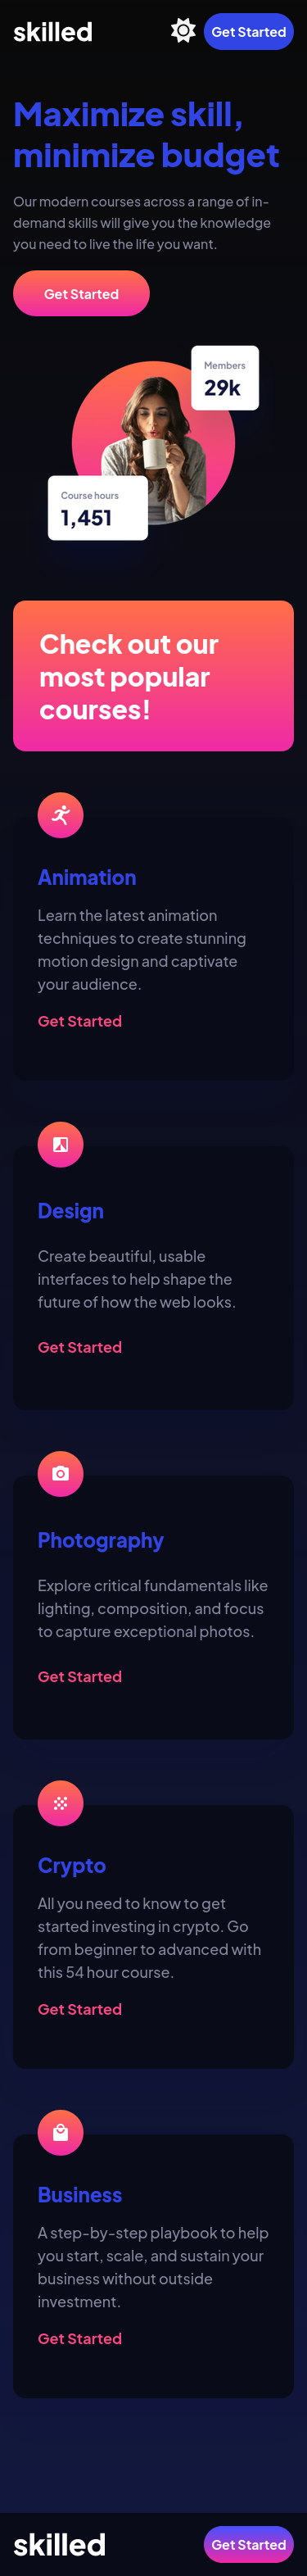 skilled
Get Started
Maximize skill,
minimize budget
Our modern courses across a range of in-
demand skills will give you the knowledge
you need to live the life you want.
Get Started
Members
29k
Course hours
1,451
Check out our
most popular
courses!
Animation
Learn the latest animation
techniques to create stunning
motion design and captivate
your audience.
Get Started
Design
Create beautiful, usable
interfaces to help shape the
future of how the web looks.
Get Started
Photography
Explore critical fundamentals like
lighting, composition, and focus
to capture exceptional photos.
Get Started
Crypto
All you need to know to get
started investing in crypto. Go
from beginner to advanced with
this 54 hour course.
Get Started
Business
A step-by-step playbook to help
you start, scale, and sustain your
business without outside
investment.
Get Started
skilled
Get Started